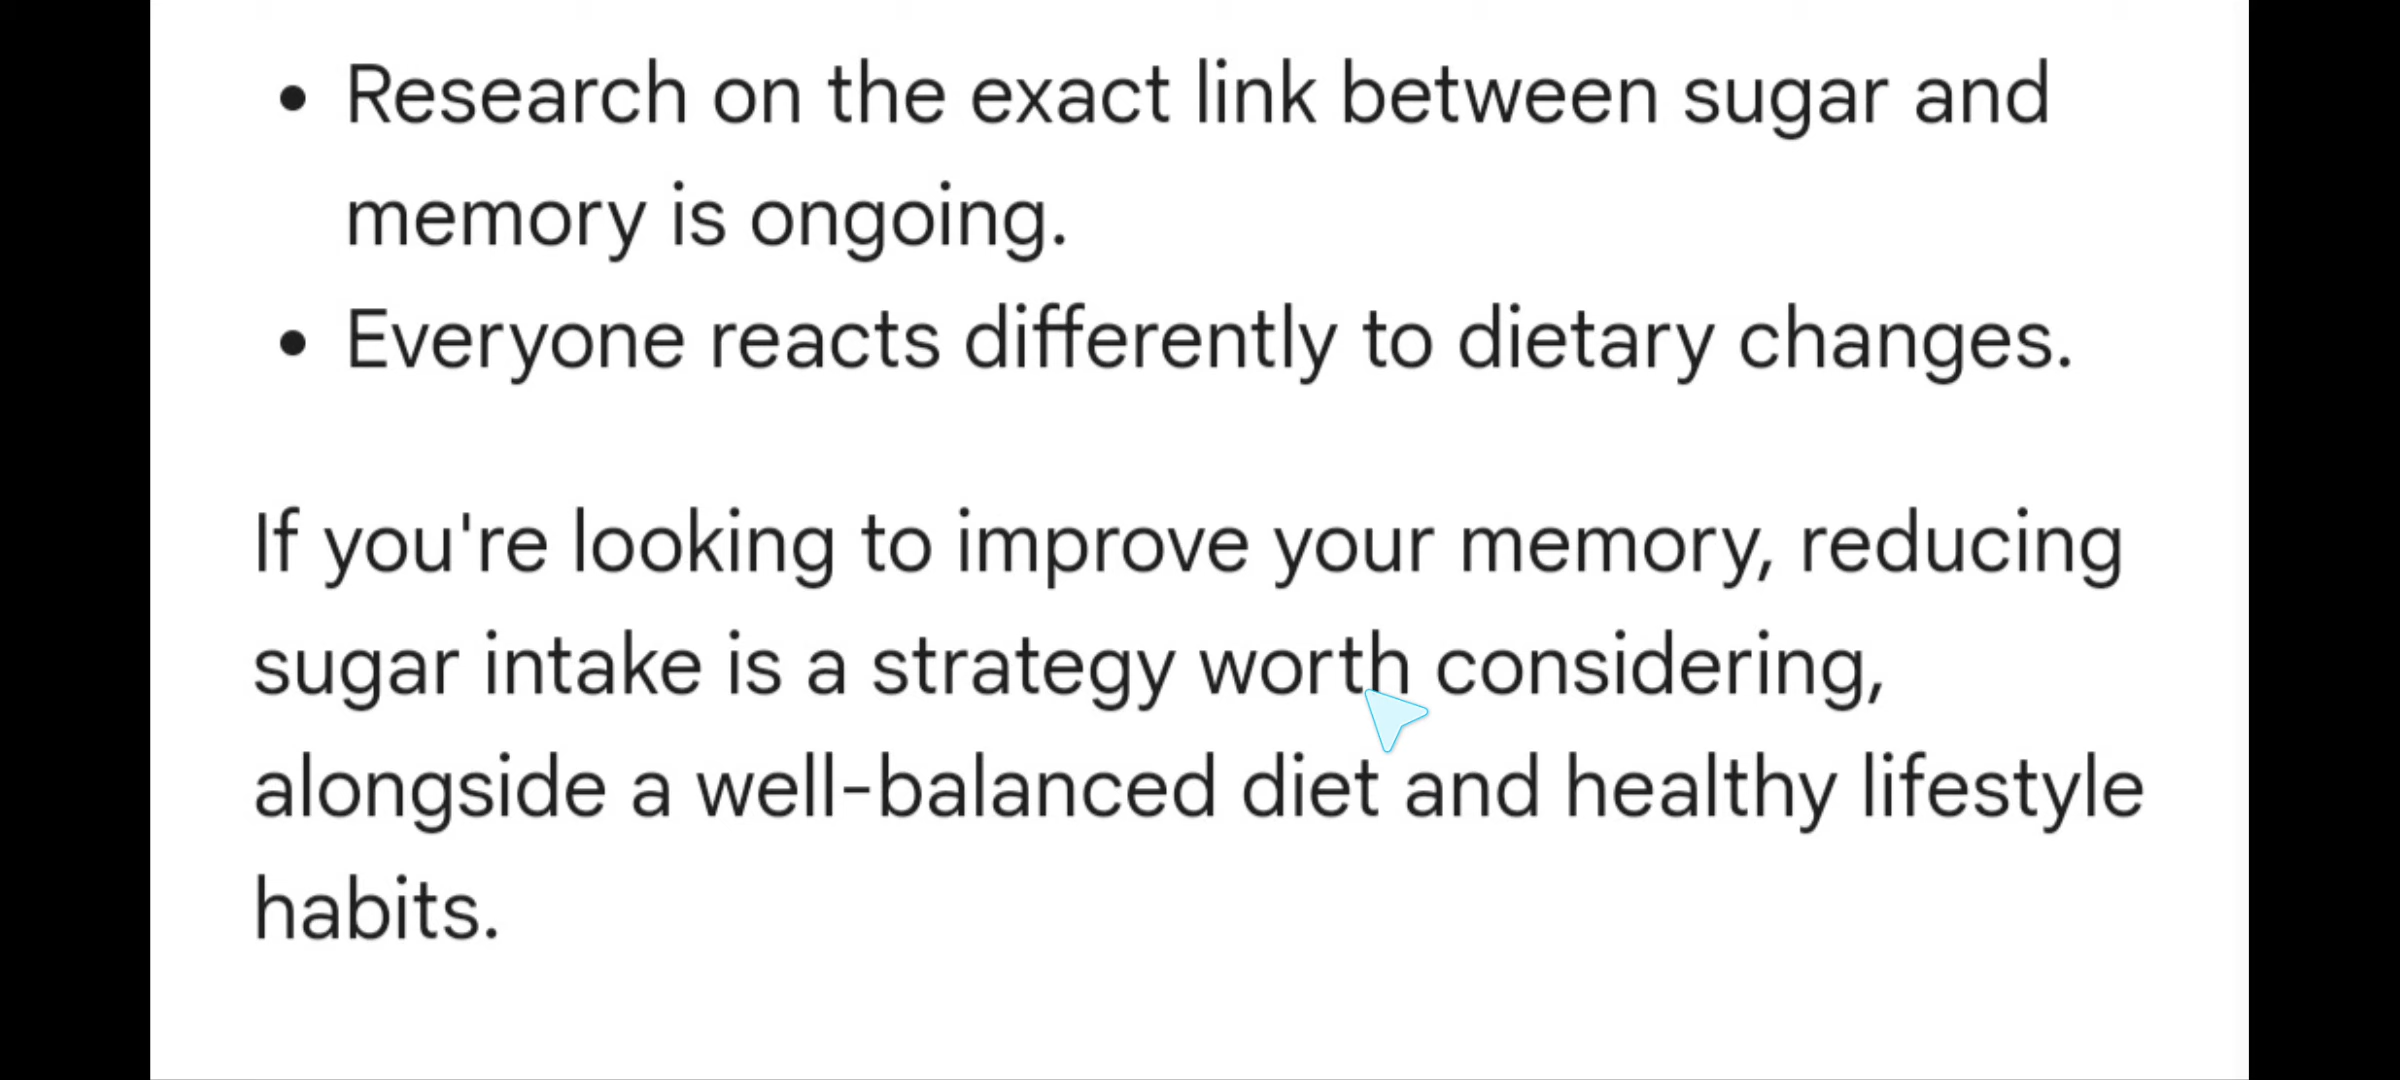 • Research on the exact link between sugar and
memory is ongoing.
• Everyone reacts differently to dietary changes.
If you're looking to improve your memory, reducing
sugar intake is a strategy worth considering,
alongside a well-balanced diet and healthy lifestyle
habits.